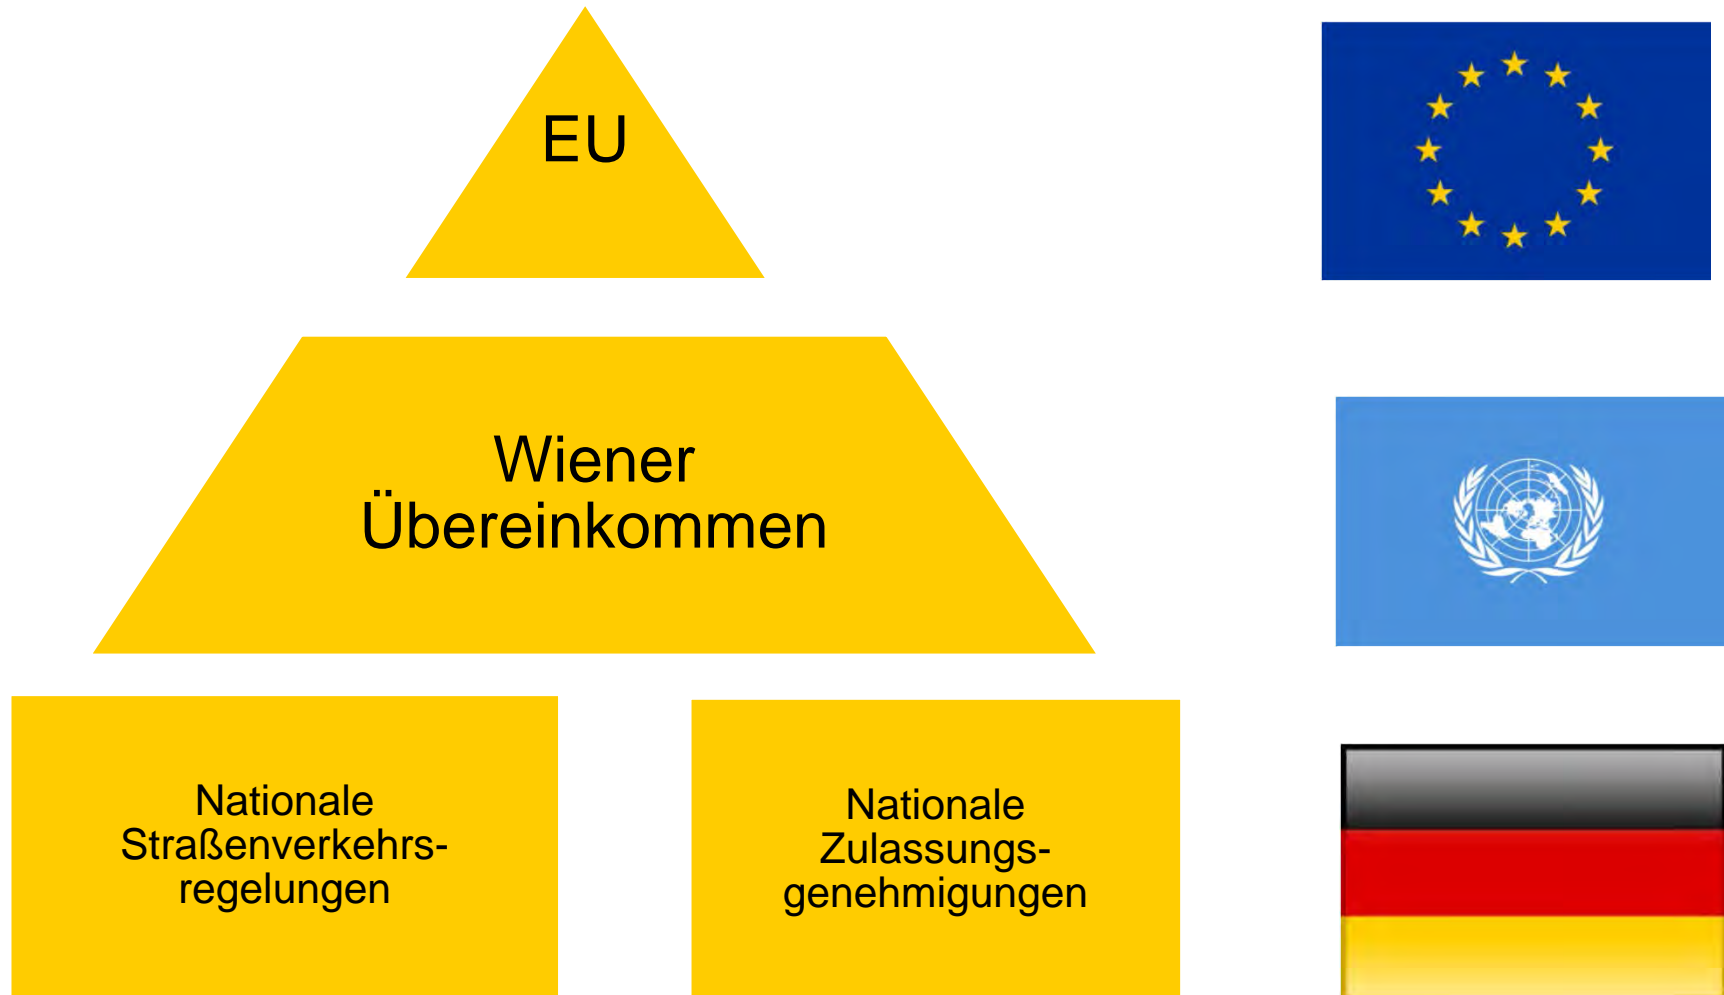 EU
Wiener
Übereinkommen
Nationale
Straßenverkehrs-
regelungen
Nationale
Zulassungs-
genehmigungen